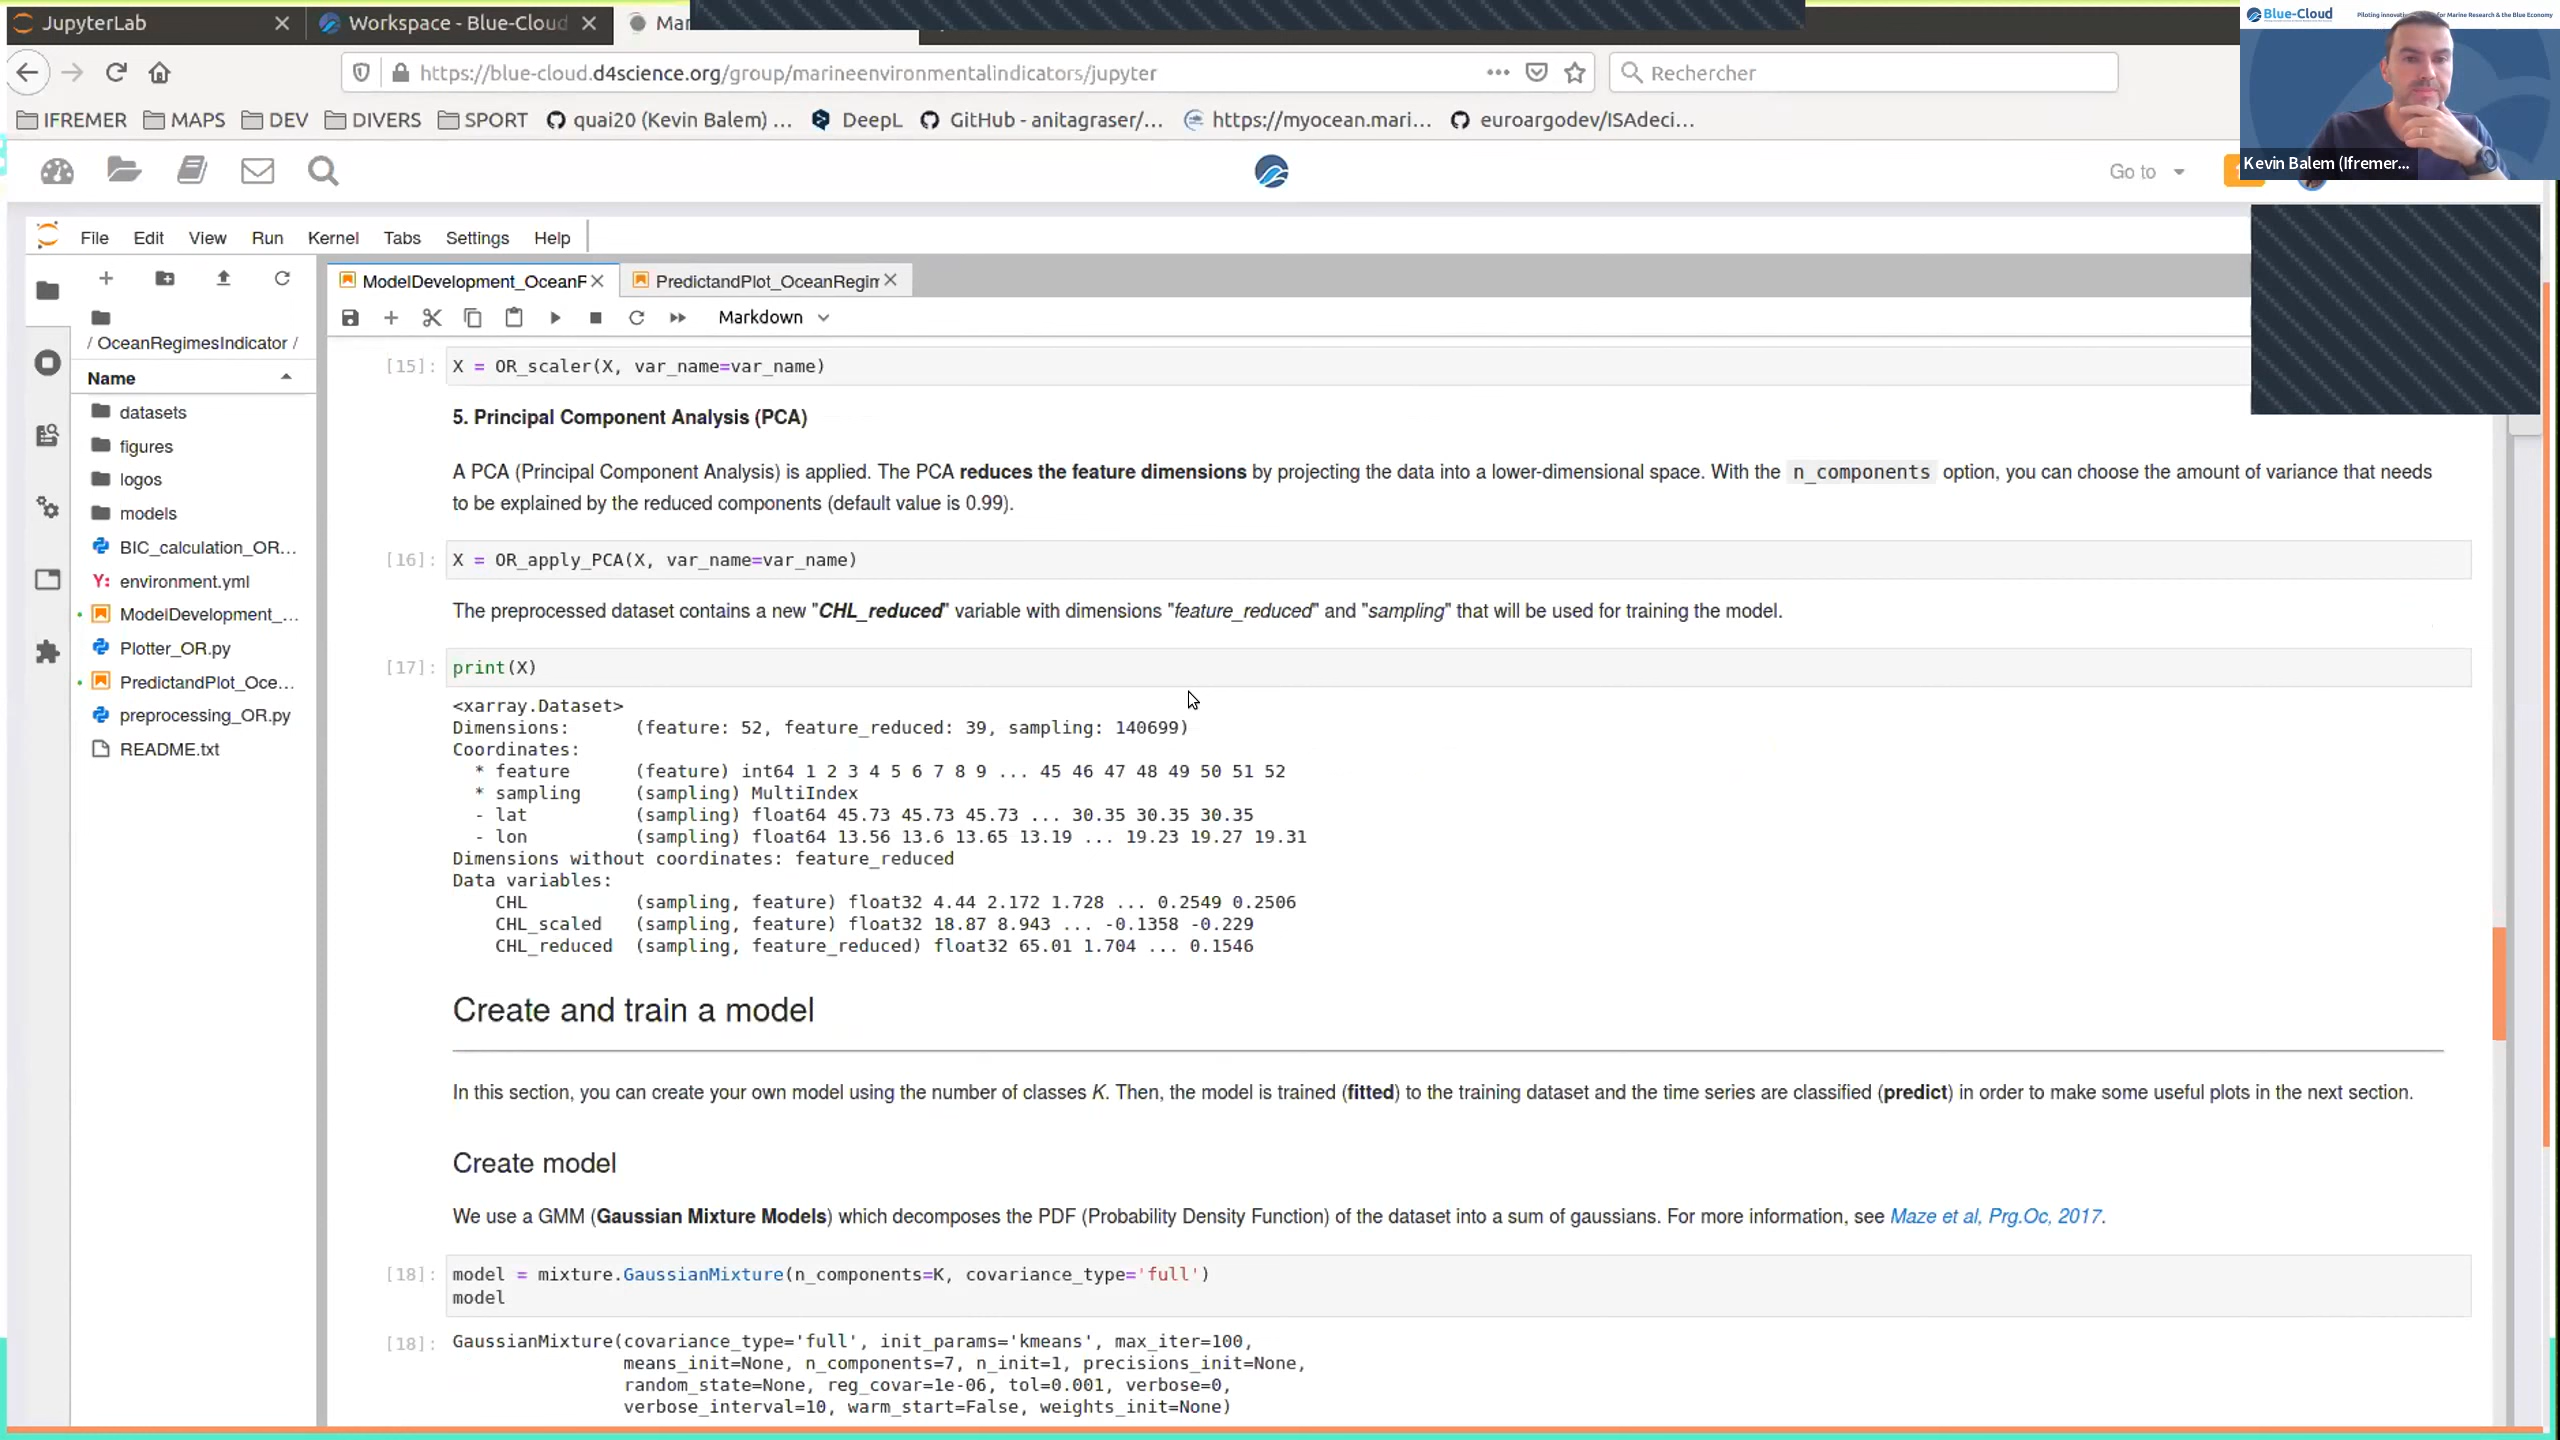 JupyterLab
Workspace - Blue-Cloud
Mar
https://blue-cloud.d4science.org/group/marineenvironmentalindicators/jupyter
Rechercher
IFREMER MAPS DEV DIVERS SPORT quai20 (Kevin Balem) ... DeepL GitHub - anitagraser/... https://myocean.mari... euroargodev/ISAdeci...
Blue-Cloud
for Marine Research & the Blue Economy
Kevin Balem (Ifremer...
Go to
File Edit View Run Kernel Tabs Settings Help
ModelDevelopment_OceanF
PredictandPlot_OceanRegim
Markdown
/ OceanRegimesIndicator /
Name
datasets
figures
logos
models
BIC_calculation_OR...
environment.yml
ModelDevelopment_...
Plotter_OR.py
PredictandPlot_Oce...
preprocessing_OR.py
README.txt
[15]: X = OR_scaler(X, var_name=var_name)
5. Principal Component Analysis (PCA)
A PCA (Principal Component Analysis) is applied. The PCA reduces the feature dimensions by projecting the data into a lower-dimensional space. With the n_components option, you can choose the amount of variance that needs
to be explained by the reduced components (default value is 0.99).
[16]: X = OR_apply_PCA(X, var_name=var_name)
The preprocessed dataset contains a new "CHL_reduced" variable with dimensions "feature_reduced" and "sampling" that will be used for training the model.
[17]: print(X)
<xarray.Dataset>
Dimensions: (feature: 52, feature_reduced: 39, sampling: 140699)
Coordinates:
* feature (feature) int64 1 2 3 4 5 6 7 8 9 ... 45 46 47 48 49 50 51 52
* sampling (sampling) MultiIndex
- lat (sampling) float64 45.73 45.73 45.73 ... 30.35 30.35 30.35
- lon (sampling) float64 13.56 13.6 13.65 13.19 ... 19.23 19.27 19.31
Dimensions without coordinates: feature_reduced
Data variables:
CHL (sampling, feature) float32 4.44 2.172 1.728 ... 0.2549 0.2506
CHL_scaled (sampling, feature) float32 18.87 8.943 ... -0.1358 -0.229
CHL_reduced (sampling, feature_reduced) float32 65.01 1.704 ... 0.1546
Create and train a model
In this section, you can create your own model using the number of classes K. Then, the model is trained (fitted) to the training dataset and the time series are classified (predict) in order to make some useful plots in the next section.
Create model
We use a GMM (Gaussian Mixture Models) which decomposes the PDF (Probability Density Function) of the dataset into a sum of gaussians. For more information, see Maze et al, Prg.Oc, 2017.
[18]: model = mixture.GaussianMixture(n_components=K, covariance_type='full')
model
[18]: GaussianMixture(covariance_type='full', init_params='kmeans', max_iter=100,
means_init=None, n_components=7, n_init=1, precisions_init=None,
random_state=None, reg_covar=1e-06, tol=0.001, verbose=0,
verbose_interval=10, warm_start=False, weights_init=None)